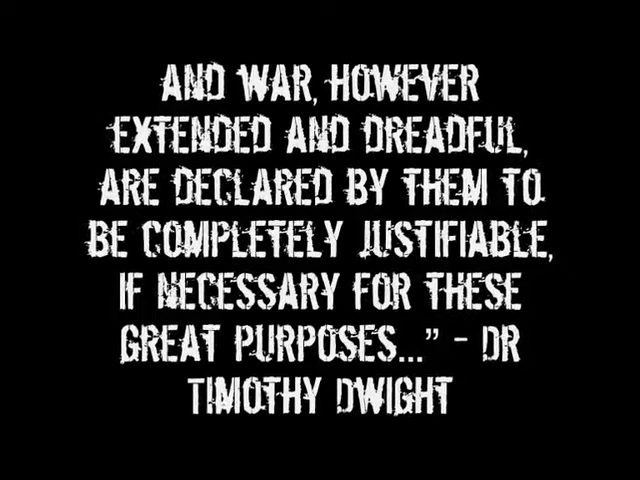 AND WAR, HOWEVER
EXTENDED AND DREADFUL,
ARE DECLARED BY THEM TO
BE COMPLETELY JUSTIFIABLE,
IF NECESSARY FOR THESE
GREAT PURPOSES...” - DR
TIMOTHY DWIGHT